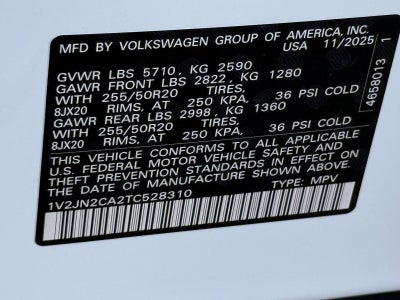 MFD BY VOLKSWAGEN GROUP OF AMERICA, INC.
USA 11/2025
GVWR LBS 5710, KG 2590
GAWR FRONT LBS 2822, KG 1280
WITH 255/50R20 TIRES,
8JX20 RIMS, AT 250 KPA, 36 PSI COLD
GAWR REAR LBS 2998, KG 1360
WITH 255/50R20 TIRES,
8JX20 RIMS, AT 250 KPA, 36 PSI COLD
THIS VEHICLE CONFORMS TO ALL APPLICABLE
U.S. FEDERAL MOTOR VEHICLE SAFETY AND
THEFT PREVENTION STANDARDS IN EFFECT ON
THE DATE OF MANUFACTURE SHOWN ABOVE.
1V2JN2CA2TC528310 TYPE: MPV
4658013 1